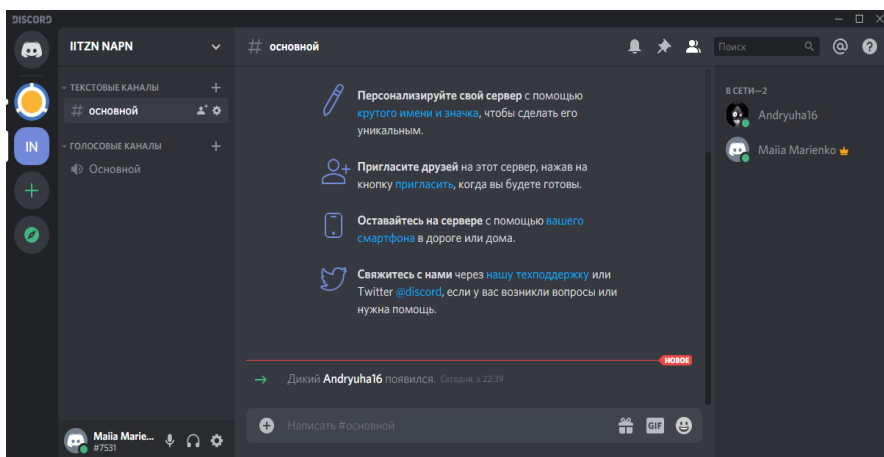 DISCORD
IITZN NAPN
основной
Поиск
ТЕКСТОВЫЕ КАНАЛЫ
основной
IN
ГОЛОСОВЫЕ КАНАЛЫ
Основной
Персонализируйте свой сервер с помощью
крутого имени и значка, чтобы сделать его
уникальным.
Пригласите друзей на этот сервер, нажав на
кнопку пригласить, когда вы будете готовы.
Оставайтесь на сервере с помощью вашего
смартфона в дороге или дома.
Свяжитесь с нами через нашу техподдержку или
Twitter @discord, если у вас возникли вопросы или
нужна помощь.
НОВОЕ
Дикий Andryuha16 появился. Сегодня, в 22:39
Написать #основной
GIF
Maiia Marie...
#7531
В СЕТИ—2
Andryuha16
Maiia Marienko